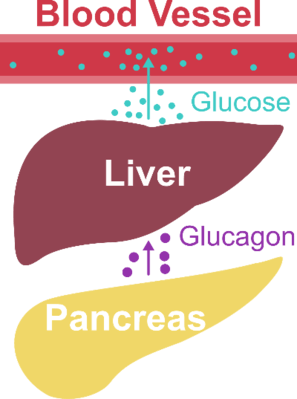 Blood Vessel
Glucose
Liver
Glucagon
Pancreas